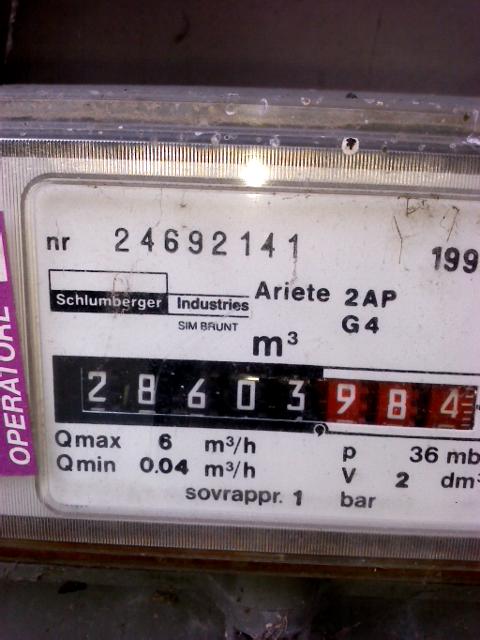 nr 24692141 199
Schlumberger Industries
SIM BRUNT
Ariete 2AP
G4
m³
28603984
Qmax 6 m³/h
Qmin 0.04 m³/h
sovrappr. 1 bar
p 36 mb
V 2 dm³
OPERATORE